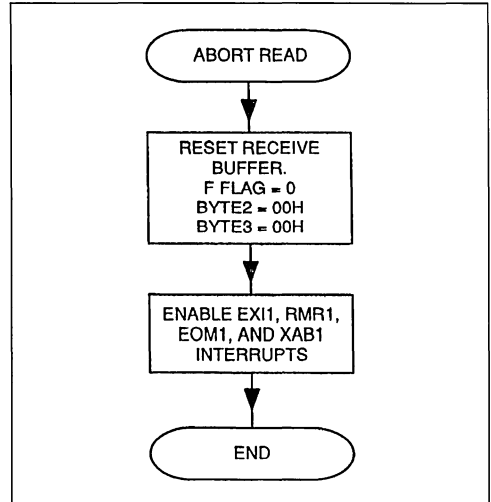 ABORT READ
RESET RECEIVE
BUFFER.
F FLAG = 0
BYTE2 = 00H
BYTE3 = 00H
ENABLE EXI1, RMR1,
EOM1, AND XAB1
INTERRUPTS
END